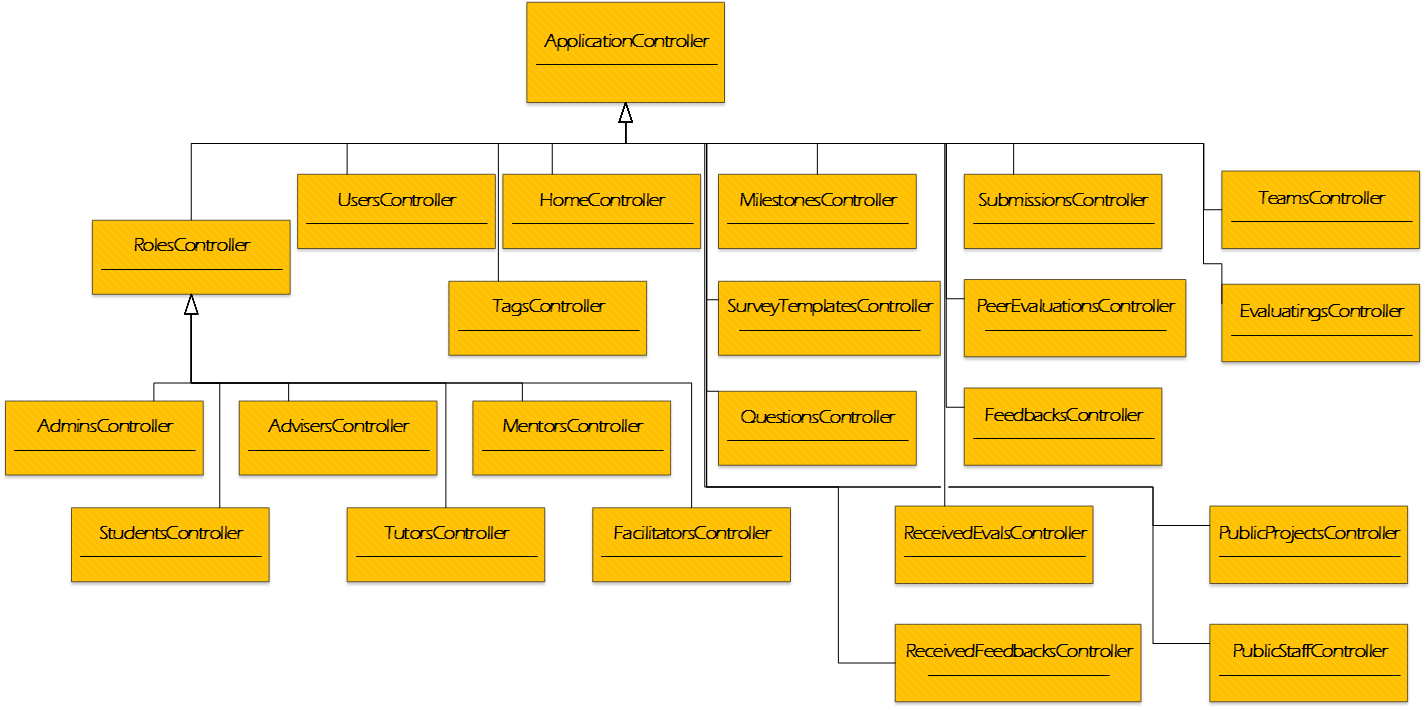 ApplicationController
UsersController
HomeController
MilestonesController
SubmissionsController
TeamsController
RolesController
TagsController
SurveyTemplatesController
PeerEvaluationsController
EvaluatingsController
AdminsController
AdvisersController
MentorsController
QuestionsController
FeedbacksController
StudentsController
TutorsController
FacilitatorsController
ReceivedEvalsController
PublicProjectsController
ReceivedFeedbacksController
PublicStaffController